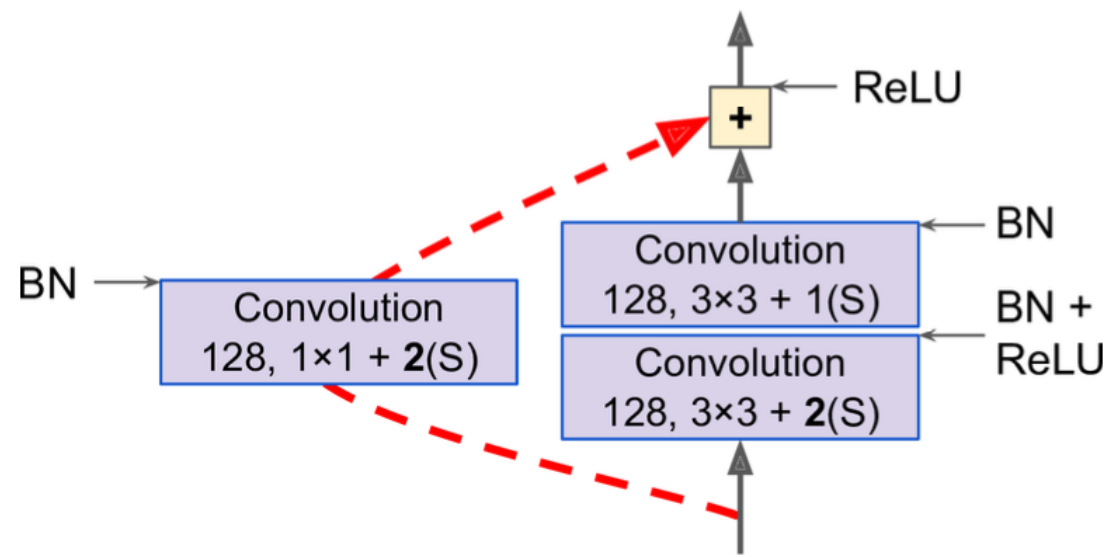 +
ReLU
BN
Convolution
128, 3×3 + 1(S)
BN +
ReLU
Convolution
128, 3×3 + 2(S)
BN
Convolution
128, 1×1 + 2(S)